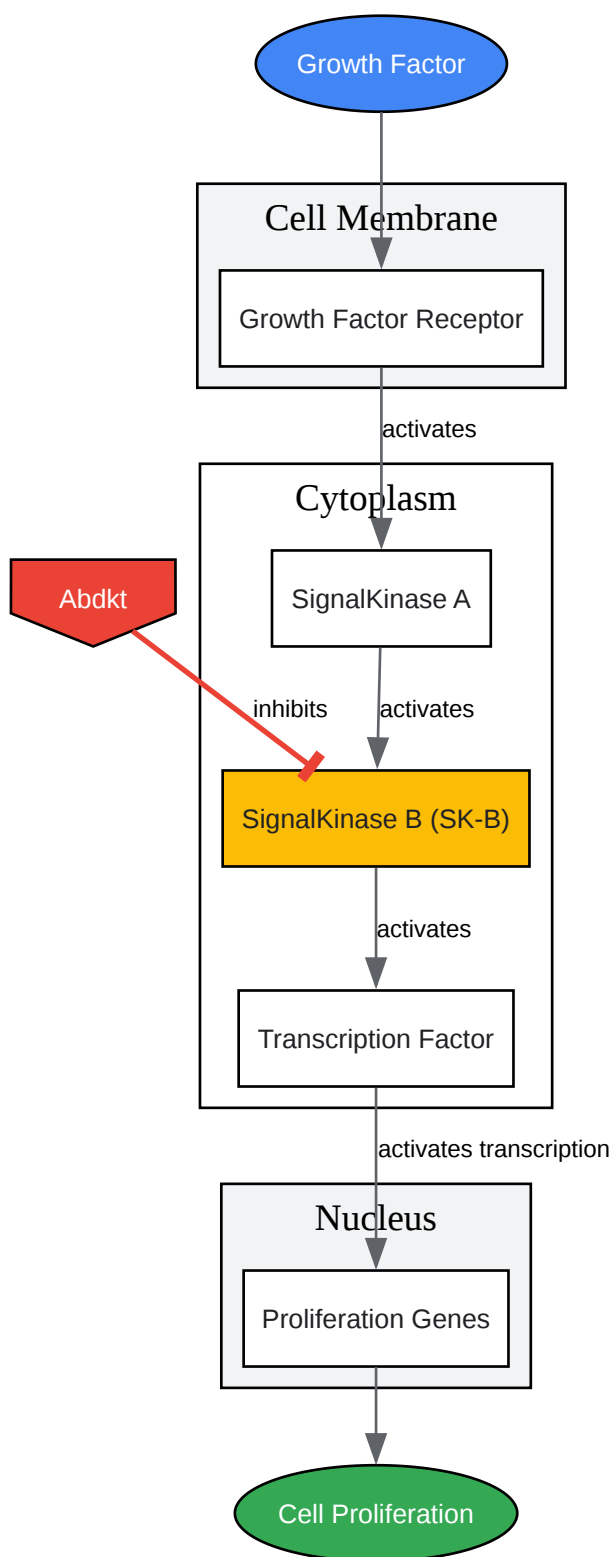 Growth Factor
Cell Membrane
Growth Factor Receptor
activates
Cytoplasm
Abdkt
SignalKinase A
inhibits
activates
SignalKinase B (SK-B)
activates
Transcription Factor
activates transcription
Nucleus
Proliferation Genes
Cell Proliferation